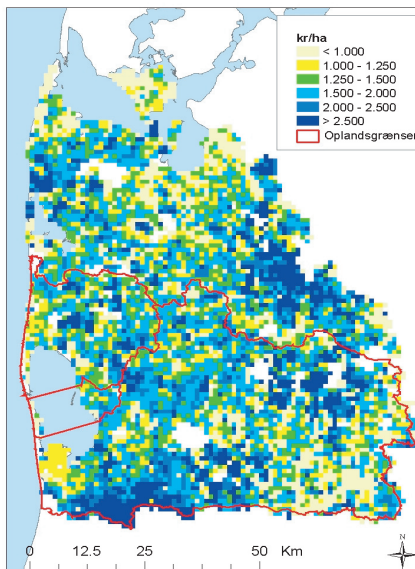 kr/ha
< 1.000
1.000 - 1.250
1.250 - 1.500
1.500 - 2.000
2.000 - 2.500
> 2.500
Oplandsgrænser
0 12.5 25 50 Km
N